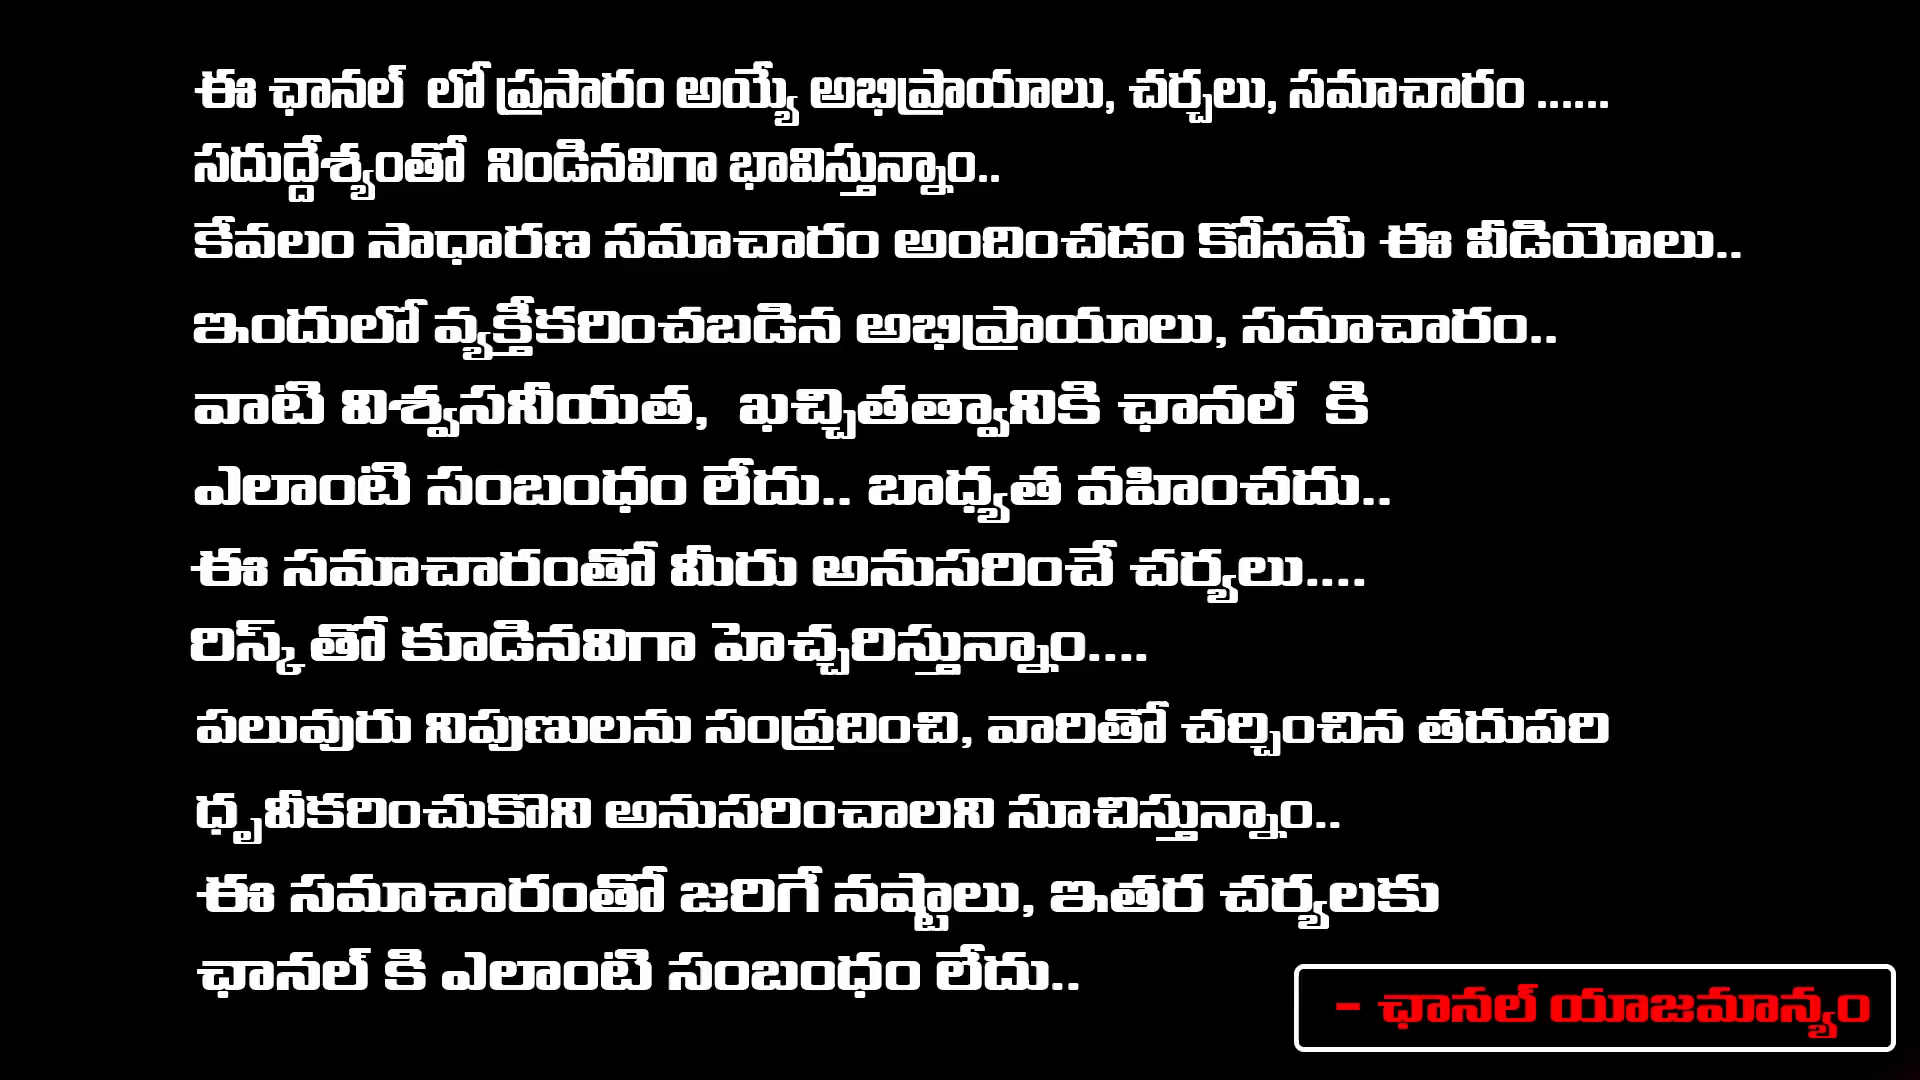 ఈ ఛానల్ లో ప్రసారం అయ్యే అభిప్రాయాలు, చర్చలు, సమాచారం ......
సదుద్దేశ్యంతో నిండినవిగా భావిస్తున్నాం..
కేవలం సాధారణ సమాచారం అందించడం కోసమే ఈ వీడియోలు..
ఇందులో వ్యక్తీకరించబడిన అభిప్రాయాలు, సమాచారం..
వాటి విశ్వసనీయత, ఖచ్చితత్వానికి ఛానల్ కి
ఎలాంటి సంబంధం లేదు.. బాధ్యత వహించదు..
ఈ సమాచారంతో మీరు అనుసరించే చర్యలు....
రిస్క్ తో కూడినవిగా హెచ్చరిస్తున్నాం....
పలువురు నిపుణులను సంప్రదించి, వారితో చర్చించిన తదుపరి
ధృవీకరించుకొని అనుసరించాలని సూచిస్తున్నాం..
ఈ సమాచారంతో జరిగే నష్టాలు, ఇతర చర్యలకు
ఛానల్ కి ఎలాంటి సంబంధం లేదు..
- ఛానల్ యాజమాన్యం